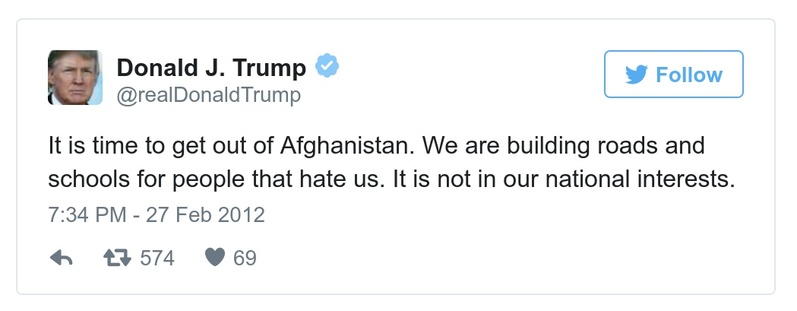 Donald J. Trump
@realDonaldTrump
Follow
It is time to get out of Afghanistan. We are building roads and
schools for people that hate us. It is not in our national interests.
7:34 PM - 27 Feb 2012
574 69